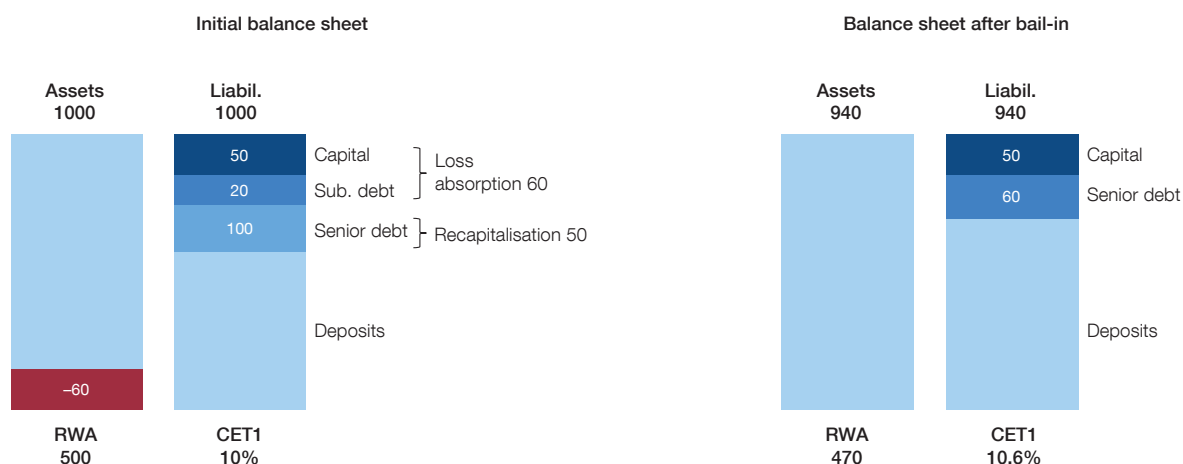 Initial balance sheet
Balance sheet after bail-in
Assets
1000
Liabil.
1000
50
Capital
20
Sub. debt
Loss
absorption 60
100
Senior debt
Recapitalisation 50
Deposits
–60
RWA
500
CET1
10%
Assets
940
Liabil.
940
50
Capital
60
Senior debt
Deposits
RWA
470
CET1
10.6%